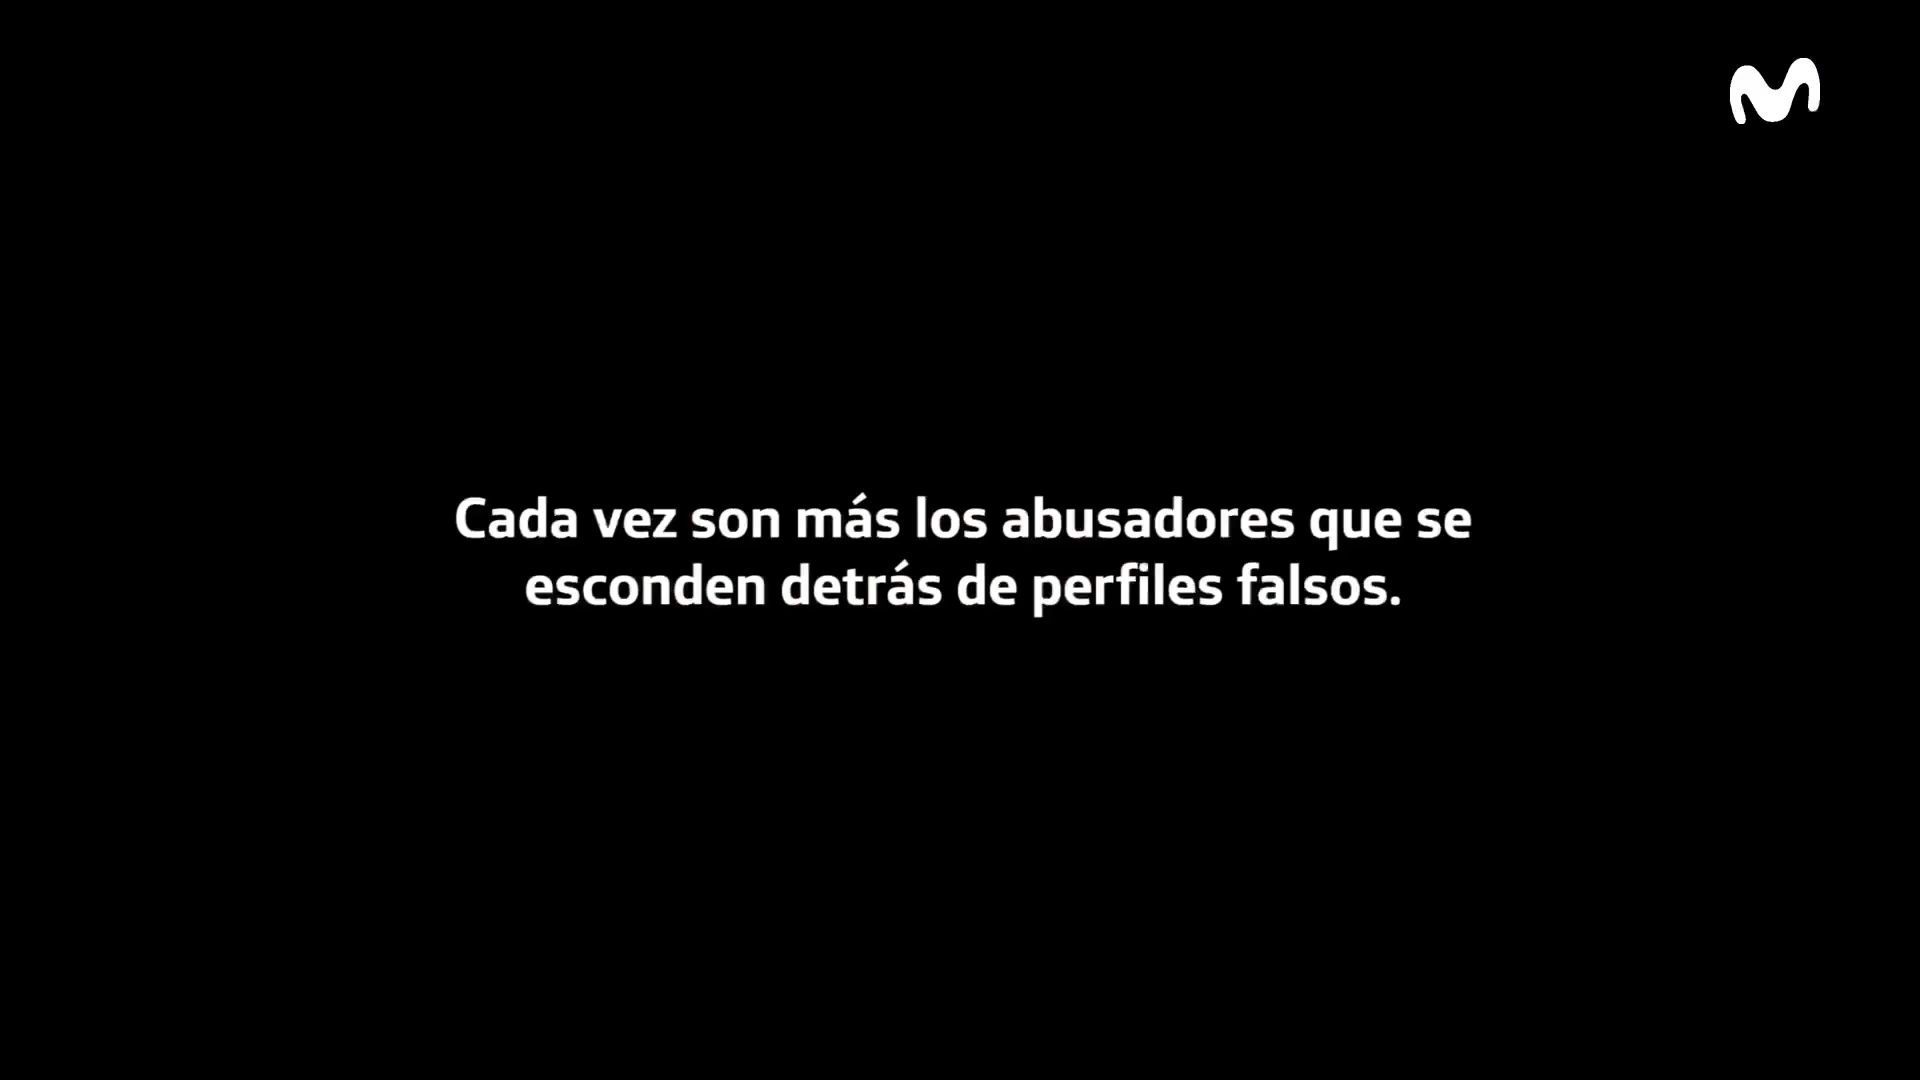 Cada vez son más los abusadores que se
esconden detrás de perfiles falsos.